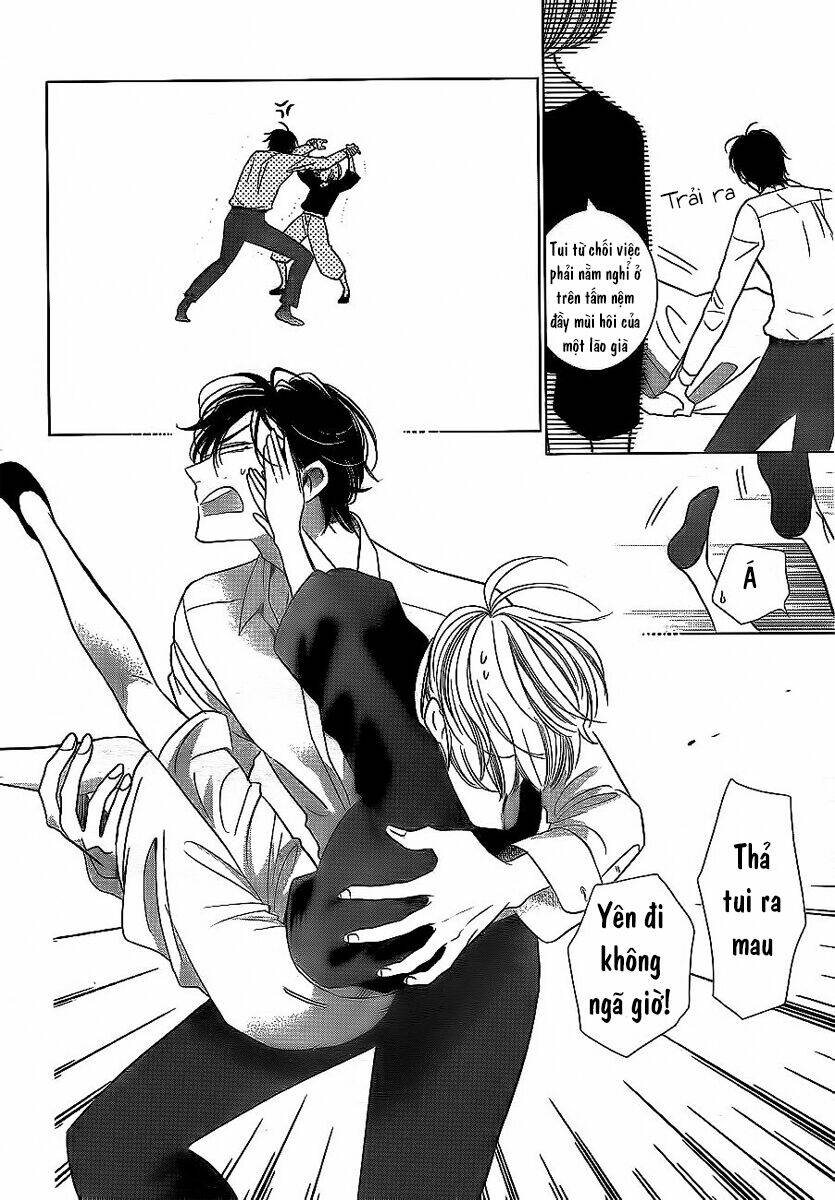 Trải ra
Tui từ chối việc
phải nằm nghỉ ở
trên tấm nệm
đầy mùi hôi của
một lão già
Á
Thả
tui ra
mau
Yên đi
không
ngã giờ!